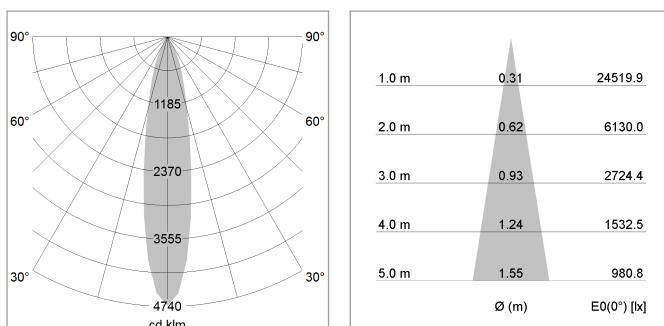 90° 90°
1185
60° 60°
2370
3555
30° 30°
4740
cd klm
1.0 m 0.31 24519.9
2.0 m 0.62 6130.0
3.0 m 0.93 2724.4
4.0 m 1.24 1532.5
5.0 m 1.55 980.8
Ø (m) E0(0°) [lx]